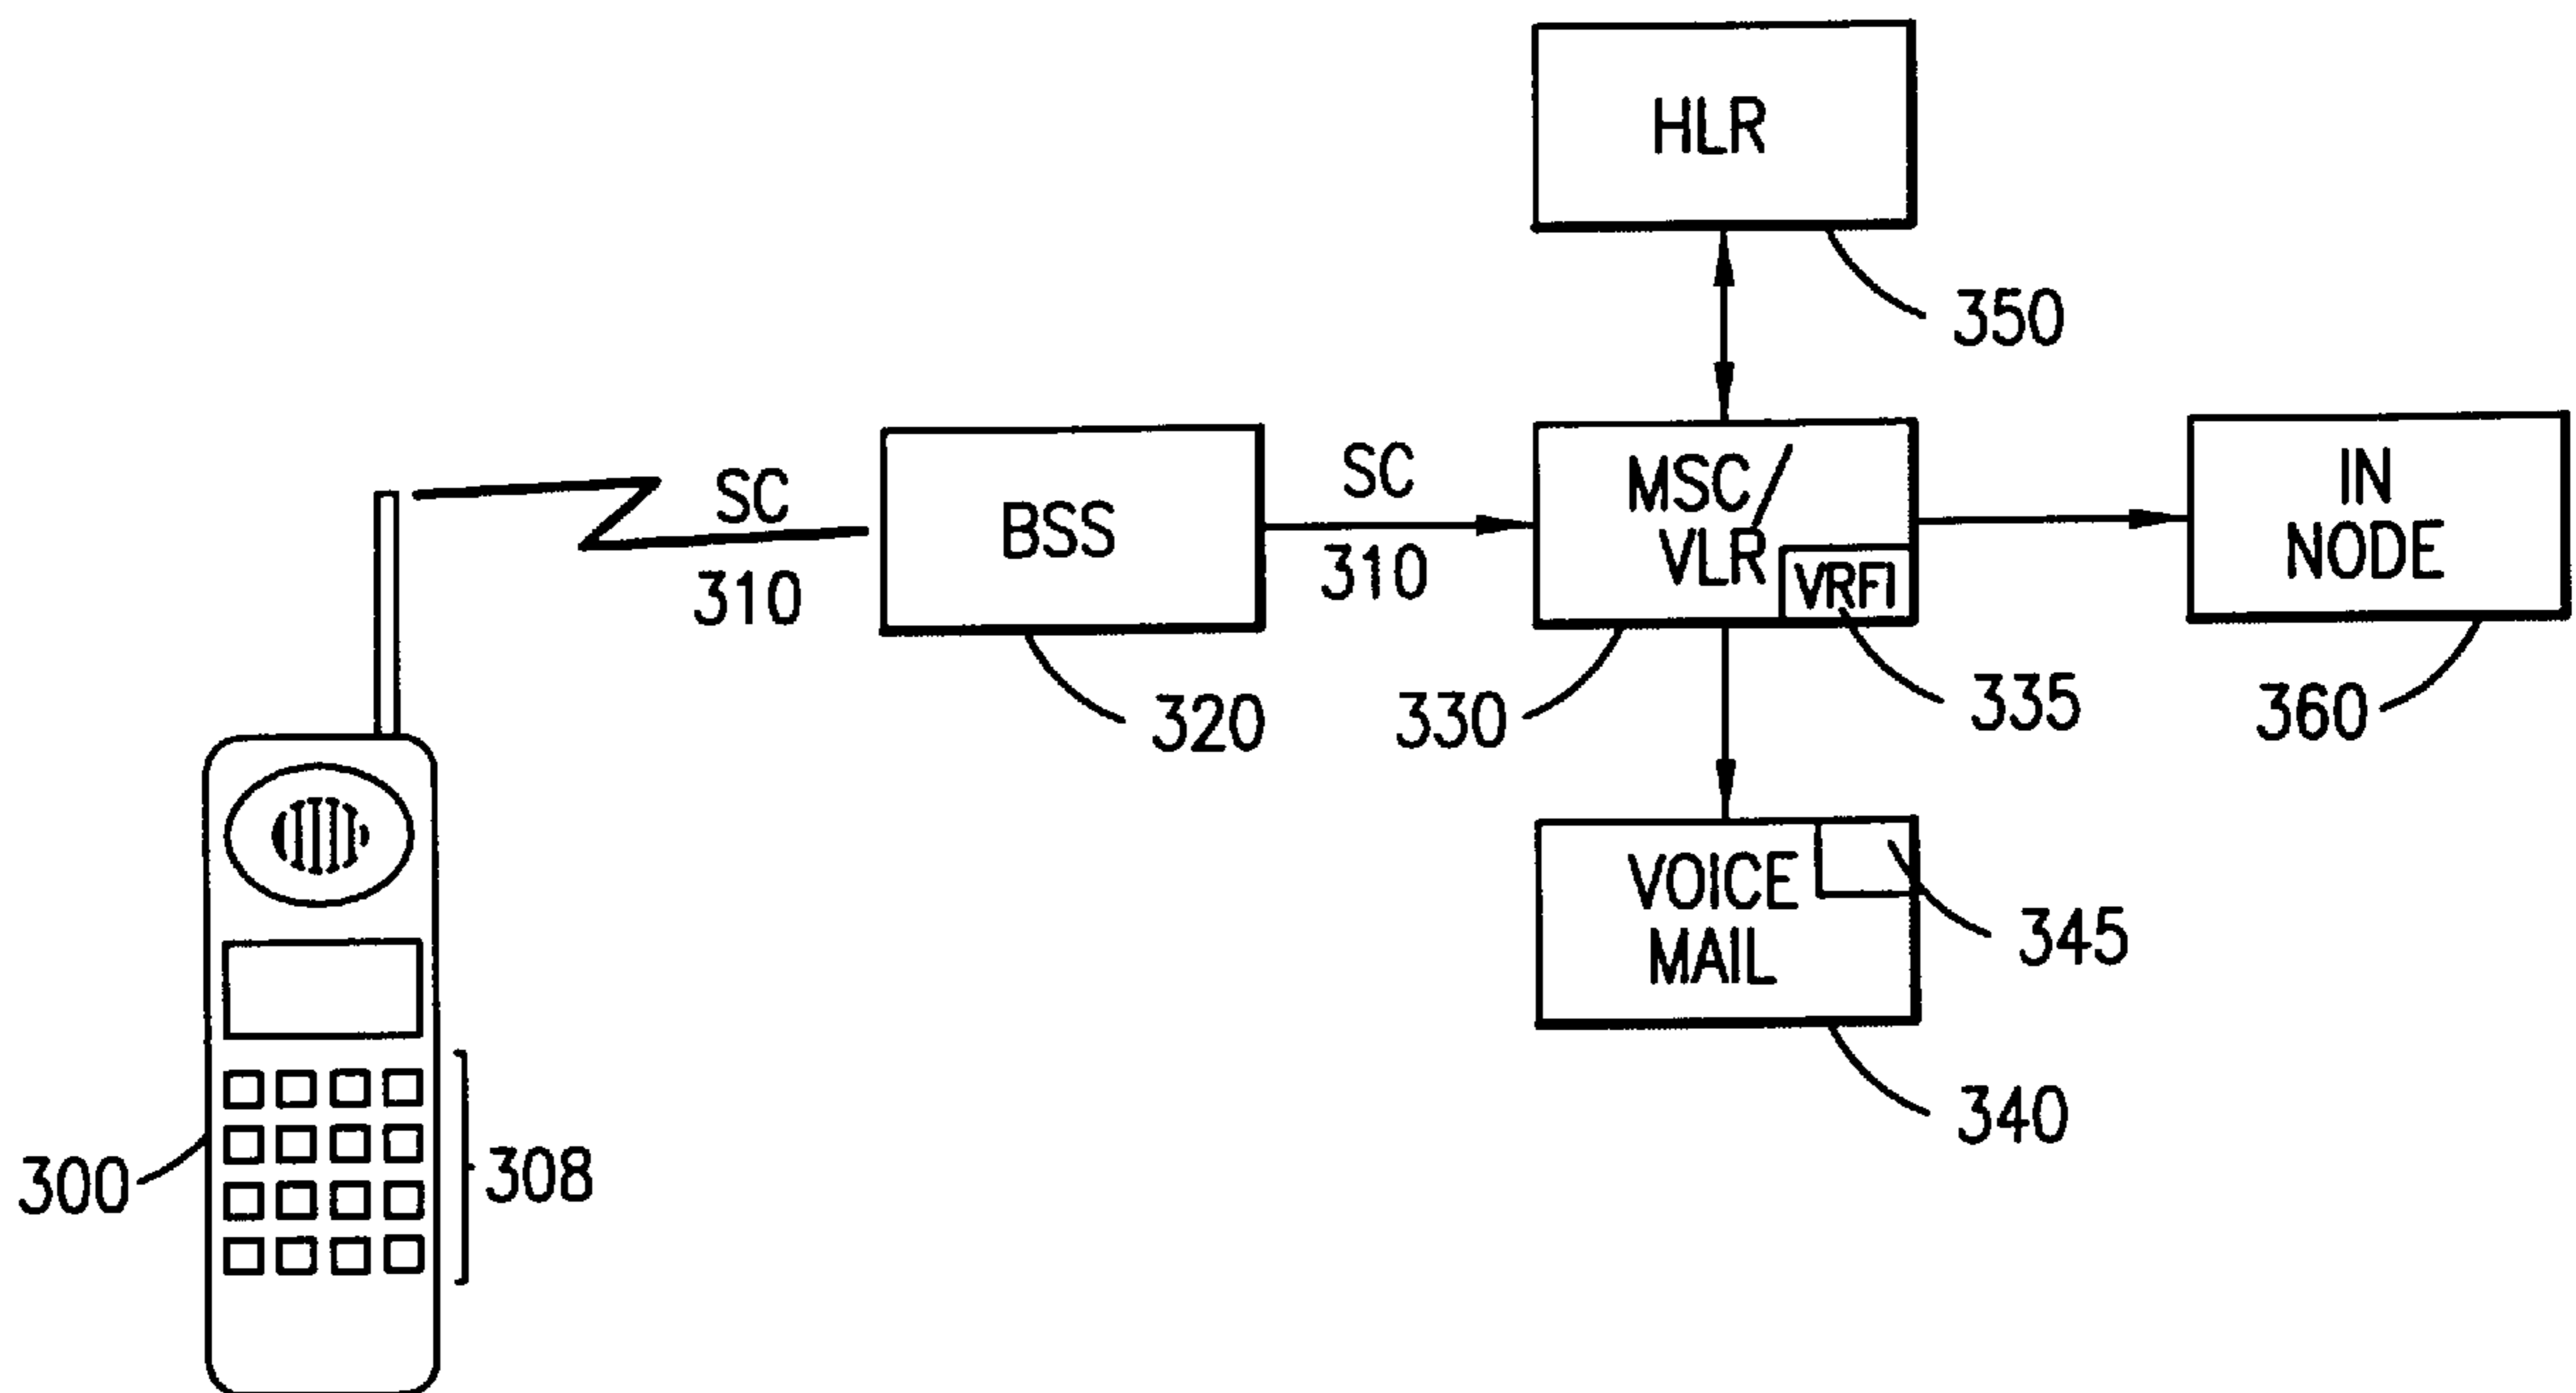 HLR
350
SC
310
BSS
320
SC
310
MSC/
VLR
VRFI
330
335
IN
NODE
360
VOICE
MAIL
345
340
300
308